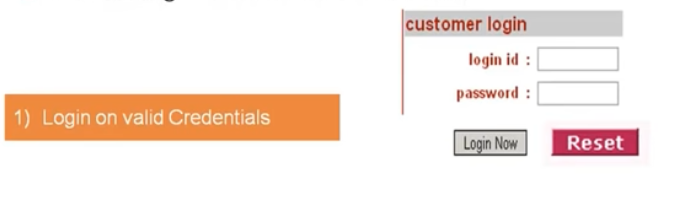 customer login
login id :
password :
1) Login on valid Credentials
Login Now
Reset